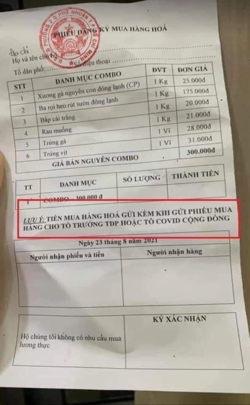 PHIẾU ĐĂNG KÝ MUA HÀNG HOÁ
Địa chỉ
Họ và tên
thoại
Tổ dân phố:
STT DANH MỤC COMBO ĐVT ĐƠN GIÁ
1 Xương gà nguyên con đông lạnh (CP) 1 Kg 25.000đ
2 Ba rọi heo rút sườn đông lạnh 1 Kg 175.000đ
3 Bắp cải trắng 1 Kg 20.000đ
4 Rau muống 1 Kg 21.000đ
5 Trứng gà 1 Vỉ 28.000đ
6 Trứng vịt 1 Vỉ 31.000đ
GIÁ BÁN NGUYÊN COMBO 300.000đ
TT DANH MỤC SỐ LƯỢNG THÀNH TIỀN
1 COMBO 300.000 đ
LƯU Ý: TIỀN MUA HÀNG HOÁ GỬI KÈM KHI GỬI PHIẾU MUA
HÀNG CHO TỔ TRƯỞNG TDP HOẶC TỔ COVID CỘNG ĐỒNG
Ngày 23 tháng 8 năm 2021
Người nhận phiếu và tiền Người nhận hàng
KÝ XÁC NHẬN
Hộ chúng tôi không có nhu cầu mua
lương thực